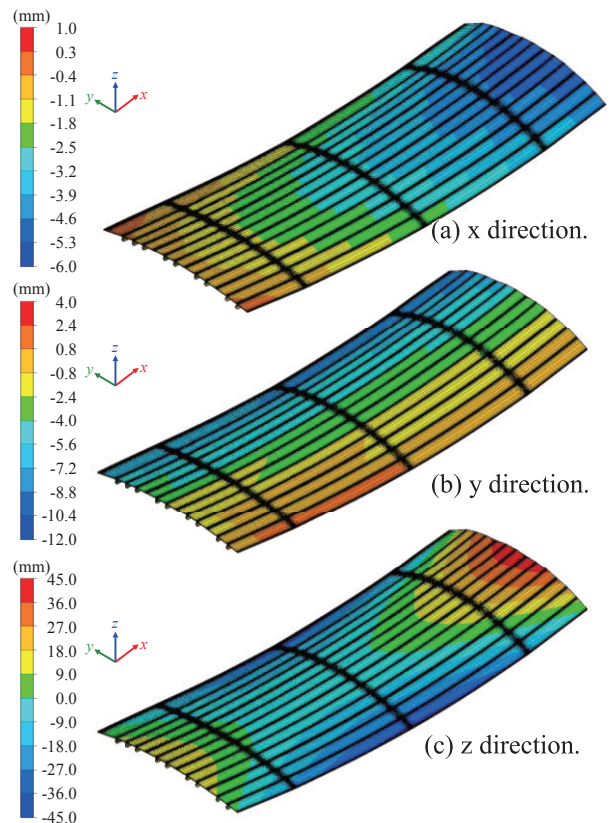 (mm)
1.0
0.3
-0.4
-1.1
-1.8
-2.5
-3.2
-3.9
-4.6
-5.3
-6.0
z
y
x
(a) x direction.
(mm)
4.0
2.4
0.8
-0.8
-2.4
-4.0
-5.6
-7.2
-8.8
-10.4
-12.0
z
y
x
(b) y direction.
(mm)
45.0
36.0
27.0
18.0
9.0
0.0
-9.0
-18.0
-27.0
-36.0
-45.0
z
y
x
(c) z direction.